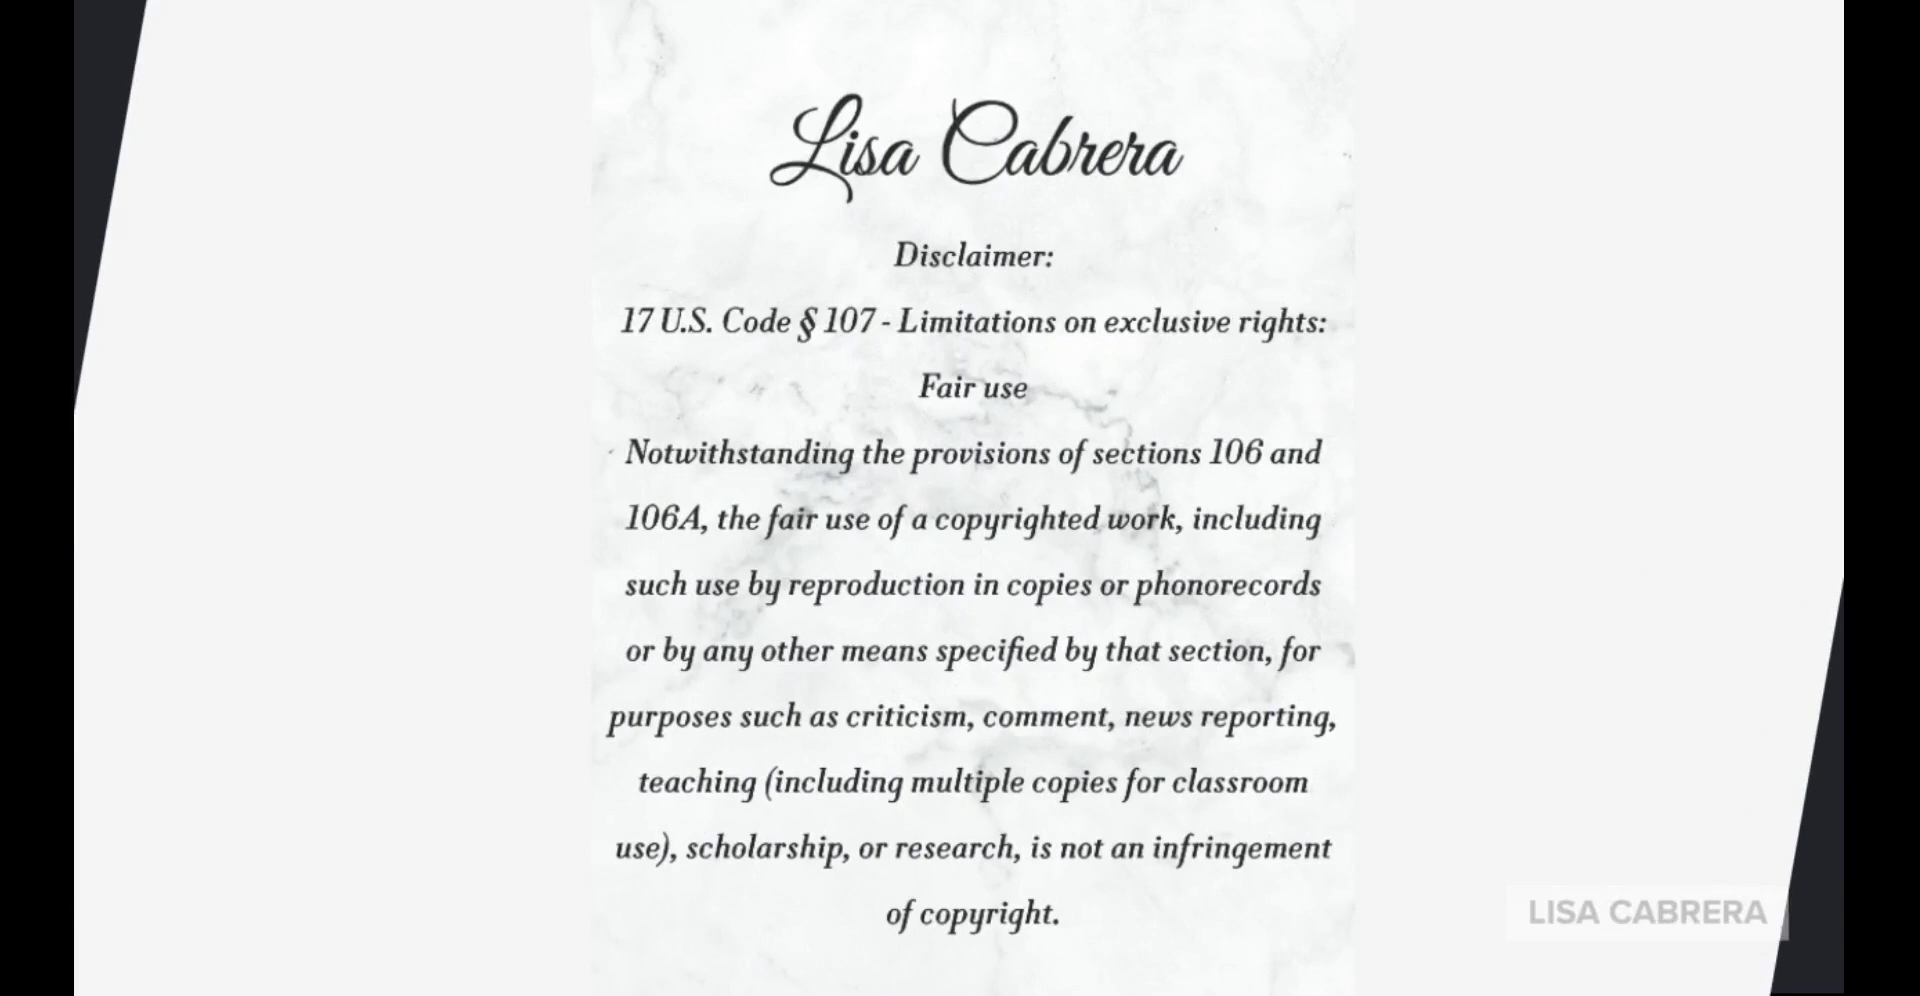 Lisa Cabrera
Disclaimer:
17 U.S. Code § 107 - Limitations on exclusive rights:
Fair use
Notwithstanding the provisions of sections 106 and
106A, the fair use of a copyrighted work, including
such use by reproduction in copies or phonorecords
or by any other means specified by that section, for
purposes such as criticism, comment, news reporting,
teaching (including multiple copies for classroom
use), scholarship, or research, is not an infringement
of copyright.
LISA CABRERA